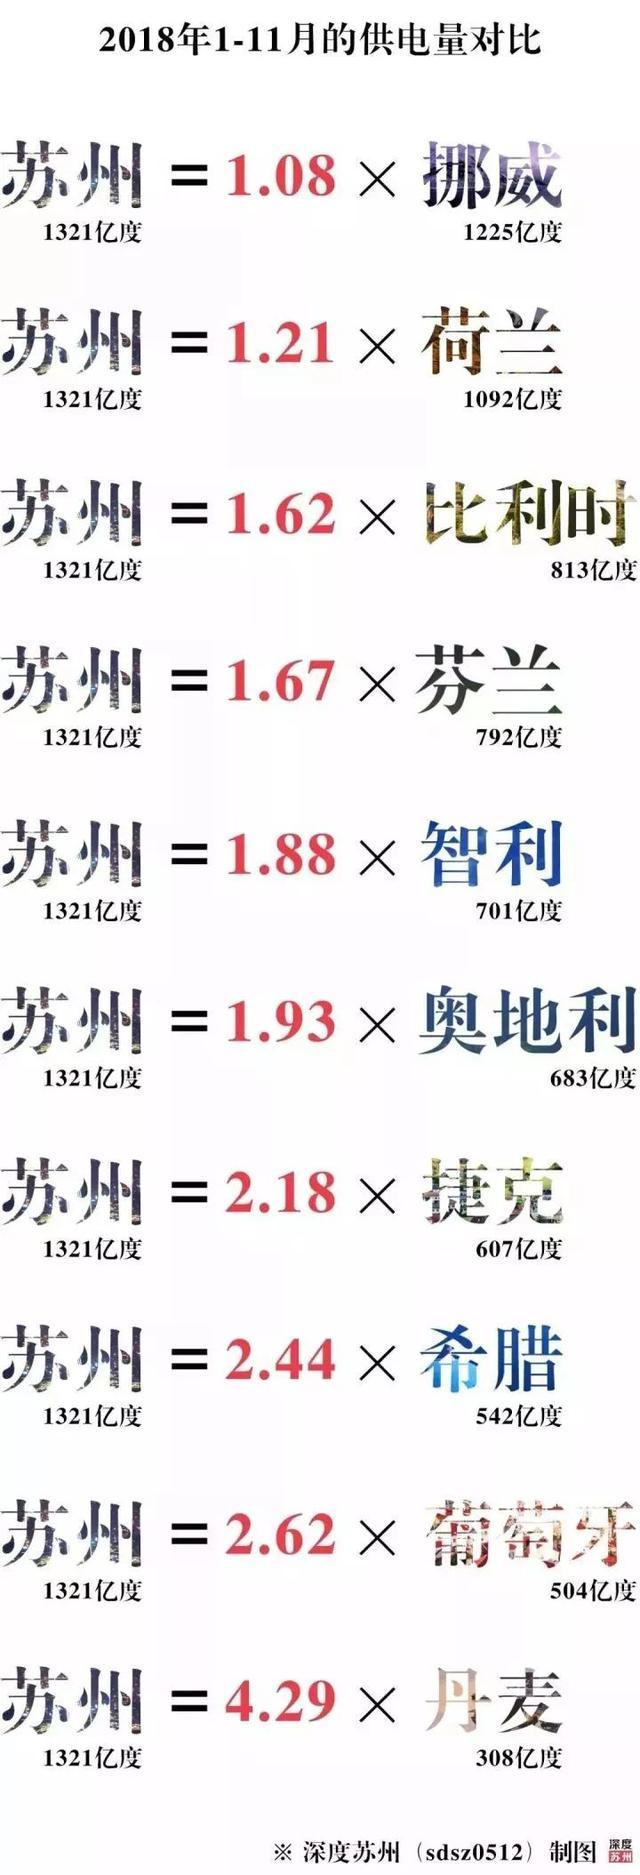 2018年1-11月的供电量对比
苏州 = 1.08 × 挪威
1321亿度 1225亿度
苏州 = 1.21 × 荷兰
1321亿度 1092亿度
苏州 = 1.62 × 比利时
1321亿度 813亿度
苏州 = 1.67 × 芬兰
1321亿度 792亿度
苏州 = 1.88 × 智利
1321亿度 701亿度
苏州 = 1.93 × 奥地利
1321亿度 683亿度
苏州 = 2.18 × 捷克
1321亿度 607亿度
苏州 = 2.44 × 希腊
1321亿度 542亿度
苏州 = 2.62 × 葡萄牙
1321亿度 504亿度
苏州 = 4.29 × 丹麦
1321亿度 308亿度
※ 深度苏州（sdsz0512）制图 深度苏州